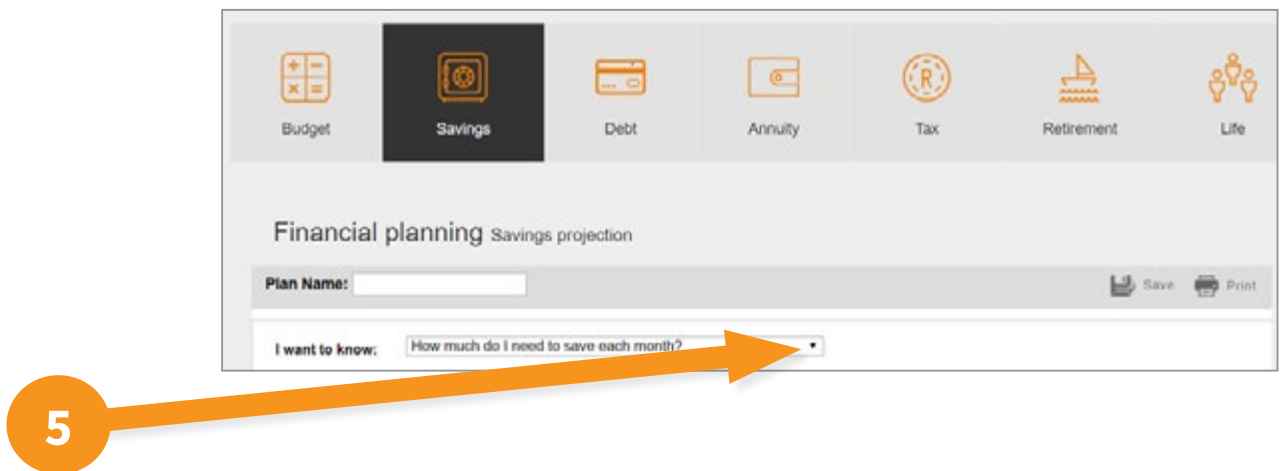 Budget Savings Debt Annuity Tax Retirement Life
Financial planning Savings projection
Plan Name: Save Print
I want to know: How much do I need to save each month?
5